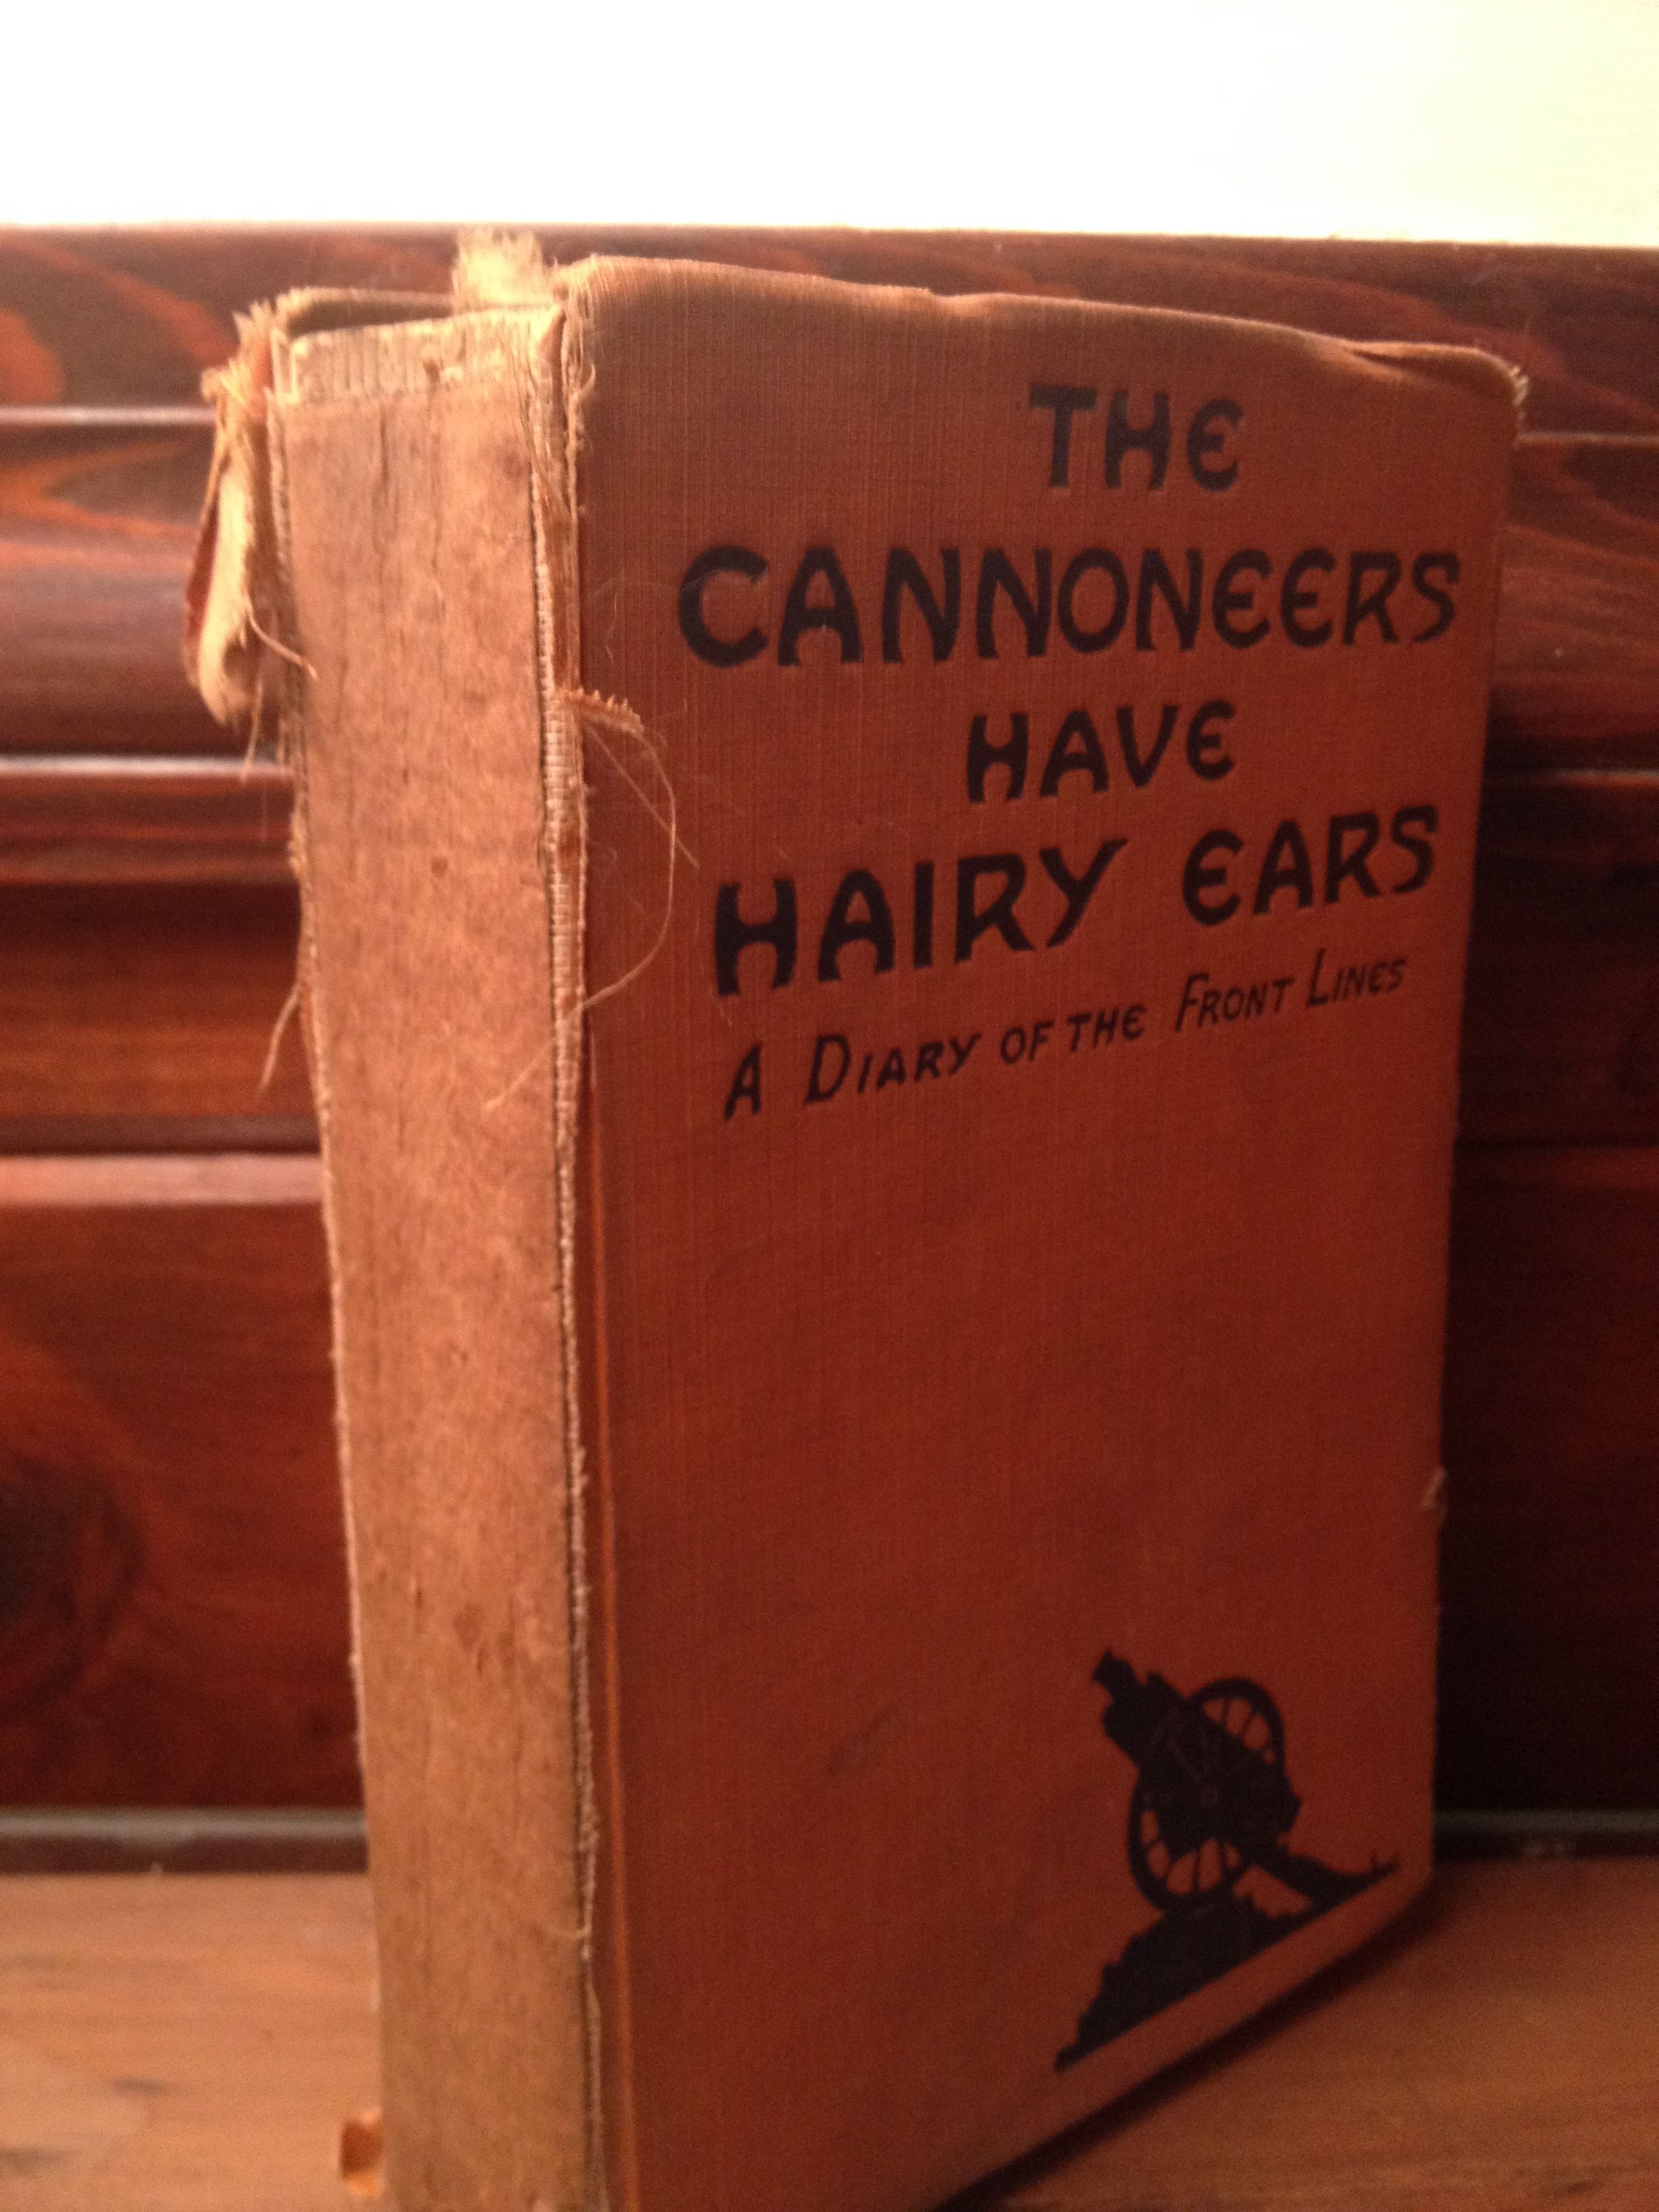 THE
CANNONEERS
HAVE
HAIRY EARS
A DIARY OF THE FRONT LINES